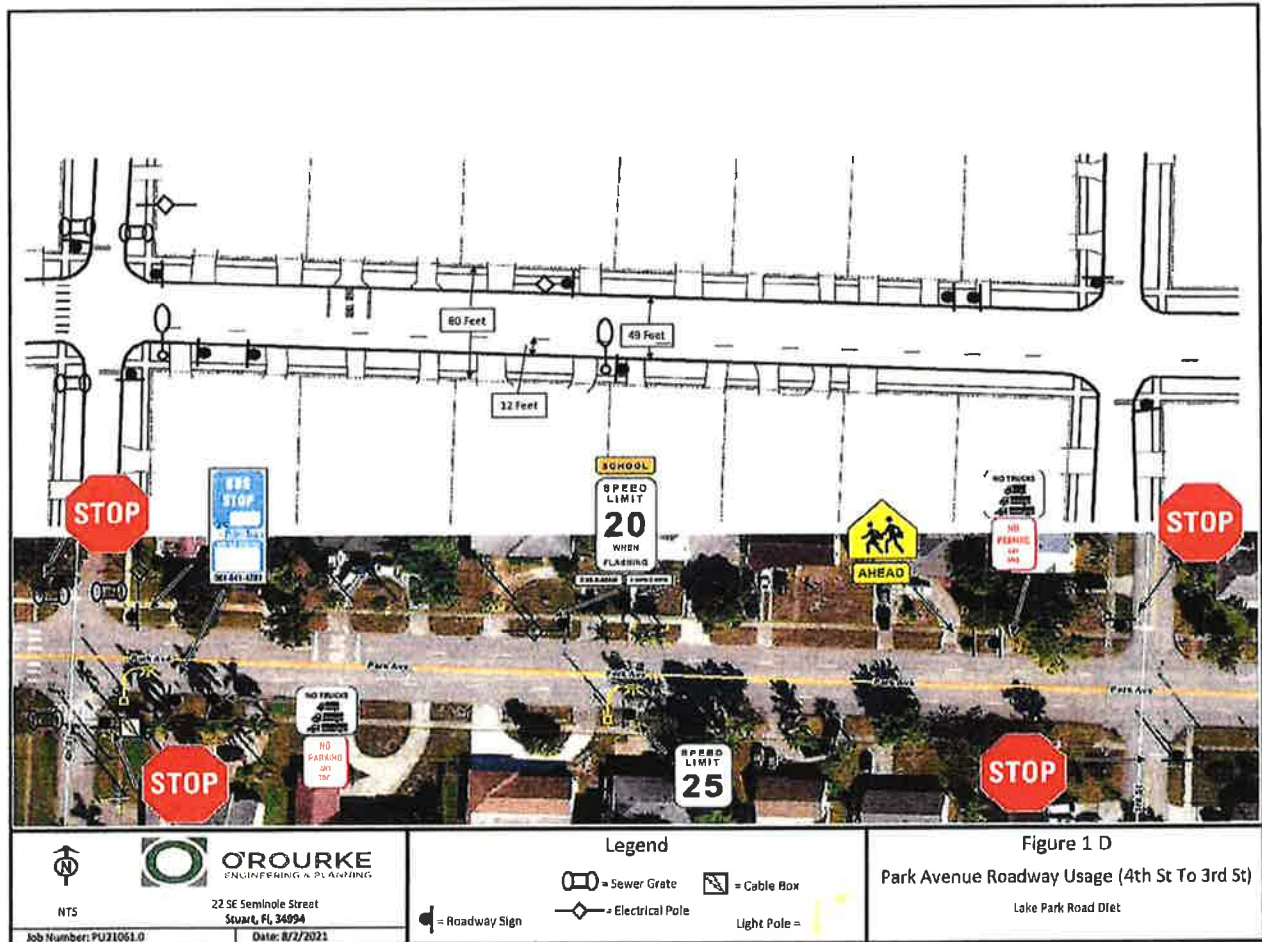 80 Feet
49 Feet
12 Feet
STOP
BUS
STOP
SCHOOL
SPEED
LIMIT
20
WHEN
FLASHING
AHEAD
NO TRUCKS
NO
PARKING
STOP
Park Ave
Park Ave
Park Ave
Park Ave
Park Ave
STOP
NO TRUCKS
NO
PARKING
SPEED
LIMIT
25
STOP
N
NTS
O'ROURKE
ENGINEERING & PLANNING
22 SE Seminole Street
Stuart, Fl, 34994
Job Number: PU21061.0
Date: 8/2/2021
Legend
= Sewer Grate
= Cable Box
= Electrical Pole
= Roadway Sign
Light Pole =
Figure 1 D
Park Avenue Roadway Usage (4th St To 3rd St)
Lake Park Road Diet